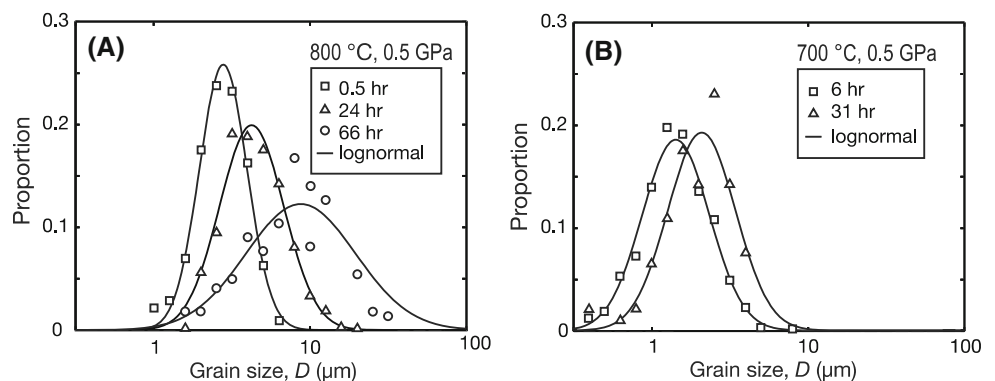 (A)
800 °C, 0.5 GPa
0.5 hr
24 hr
66 hr
lognormal
Proportion
0.3
0.2
0.1
0
1
10
100
Grain size, D (µm)
(B)
700 °C, 0.5 GPa
6 hr
31 hr
lognormal
Proportion
0.3
0.2
0.1
0
1
10
100
Grain size, D (µm)